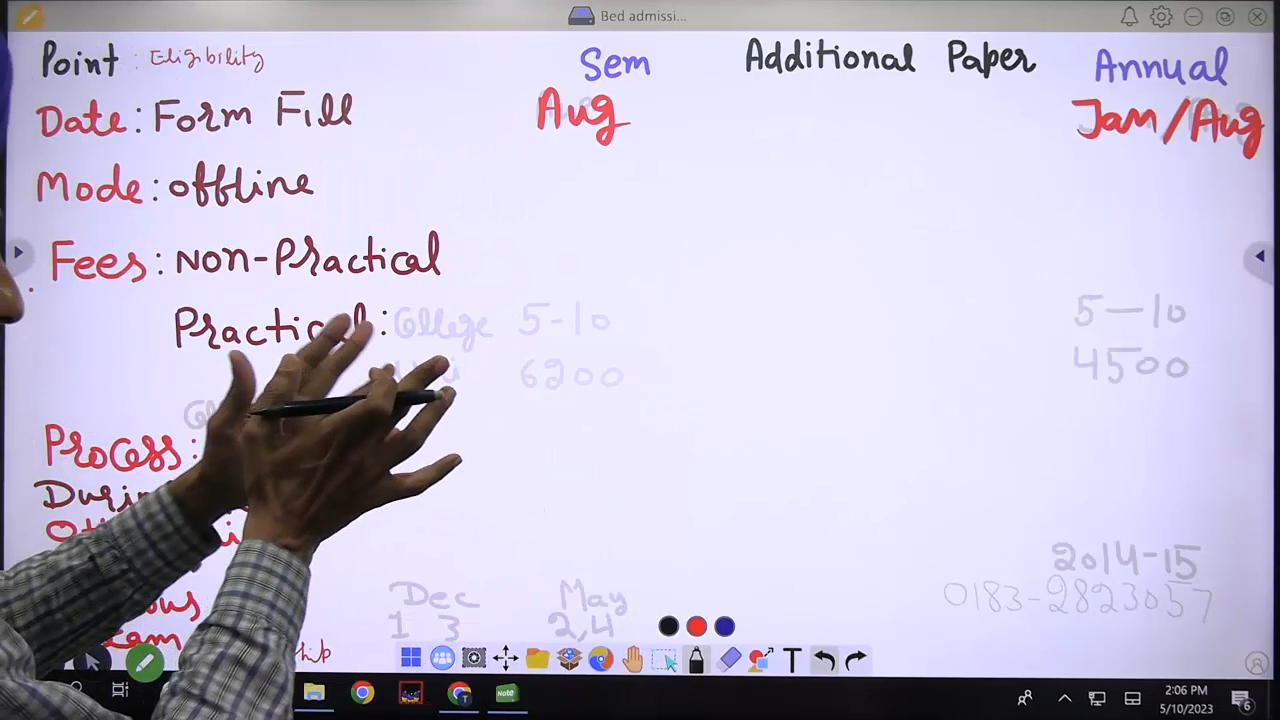 Bed admissi...
Point : Eligibility Sem Additional Paper Annual
Date: Form Fill Aug Jan/Aug
Mode: offline
Fees: Non-Practical
Practical: College 5-10 5-10
6200 4500
Process:
2014-15
Dec May 0183-2823057
1 3 2,4
Note
2:06 PM
5/10/2023
6